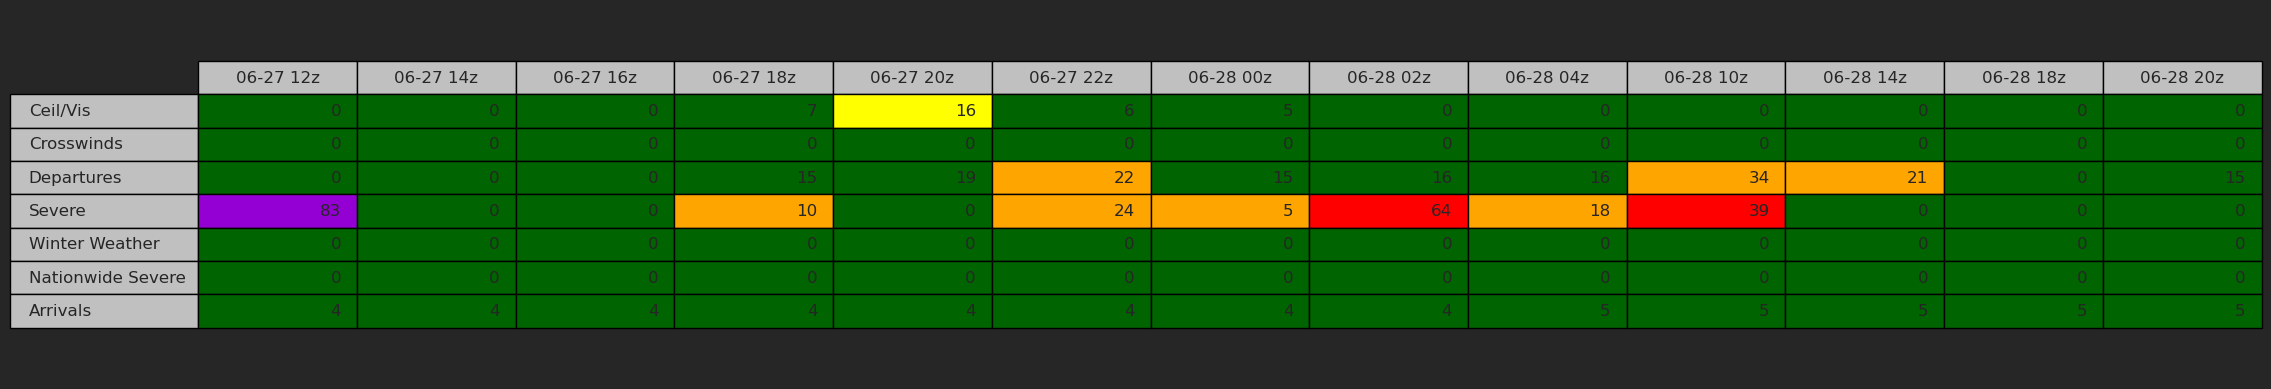 06-27 12z 06-27 14z 06-27 16z 06-27 18z 06-27 20z 06-27 22z 06-28 00z 06-28 02z 06-28 04z 06-28 10z 06-28 14z 06-28 18z 06-28 20z
Ceil/Vis 0 0 0 7 16 6 5 0 0 0 0 0 0
Crosswinds 0 0 0 0 0 0 0 0 0 0 0 0 0
Departures 0 0 0 15 19 22 15 16 16 34 21 0 15
Severe 83 0 0 10 0 24 5 64 18 39 0 0 0
Winter Weather 0 0 0 0 0 0 0 0 0 0 0 0 0
Nationwide Severe 0 0 0 0 0 0 0 0 0 0 0 0 0
Arrivals 4 4 4 4 4 4 4 4 5 5 5 5 5